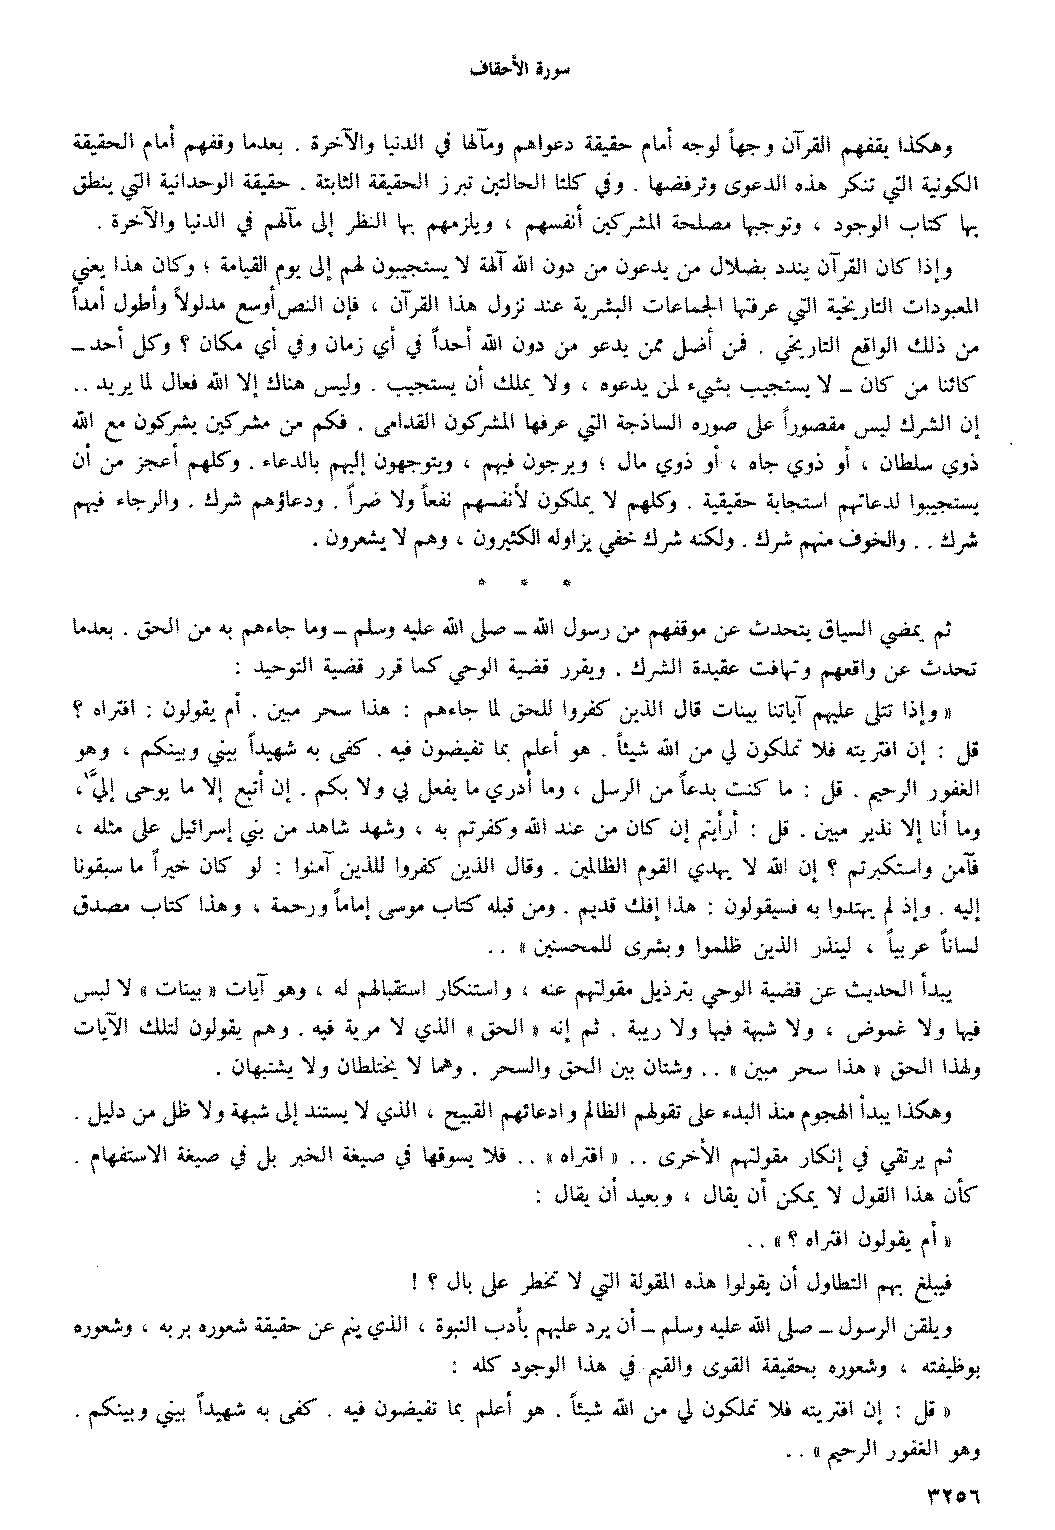 سورة الأحقاف
وهكذا يقفهم القرآن وجهاً لوجه أمام حقيقة دعواهم ومآلها في الدنيا والآخرة . بعدما وقفهم أمام الحقيقة
الكونية التي تنكر هذه الدعوى وترفضها . وفي كلتا الحالتين تبرز الحقيقة الثابتة . حقيقة الوحدانية التي ينطق
بها كتاب الوجود ، وتوجبها مصلحة المشركين أنفسهم ، ويلزمهم بها النظر إلى مآلهم في الدنيا والآخرة .
وإذا كان القرآن يندد بضلال من يدعون من دون الله آلهة لا يستجيبون لهم إلى يوم القيامة ؛ وكان هذا يعني
المعبودات التاريخية التي عرفتها الجماعات البشرية عند نزول هذا القرآن ، فإن النص أوسع مدلولاً وأطول أمداً
من ذلك الواقع التاريخي . فمن أضل ممن يدعو من دون الله أحداً في أي زمان وفي أي مكان ؟ وكل أحد ــ
كائنا من كان ــ لا يستجيب بشيء لمن يدعوه ، ولا يملك أن يستجيب . وليس هناك إلا الله فعال لما يريد ..
إن الشرك ليس مقصوراً على صوره الساذجة التي عرفها المشركون القدامى . فكم من مشركين يشركون مع الله
ذوي سلطان ، أو ذوي جاه ، أو ذوي مال ؛ ويرجون فيهم ، ويتوجهون إليهم بالدعاء . وكلهم أعجز من أن
يستجيبوا لدعائهم استجابة حقيقية . وكلهم لا يملكون لأنفسهم نفعاً ولا ضراً . ودعاؤهم شرك . والرجاء فيهم
شرك .. والخوف منهم شرك . ولكنه شرك خفي يزاوله الكثيرون ، وهم لا يشعرون .
* * *
ثم يمضي السياق يتحدث عن موقفهم من رسول الله ــ صلى الله عليه وسلم ــ وما جاءهم به من الحق . بعدما
تحدث عن واقعهم وتهافت عقيدة الشرك . ويقرر قضية الوحي كما قرر قضية التوحيد :
« وإذا تتلى عليهم آياتنا بينات قال الذين كفروا للحق لما جاءهم : هذا سحر مبين . أم يقولون : افتراه ؟
قل : إن افتريته فلا تملكون لي من الله شيئاً . هو أعلم بما تفيضون فيه . كفى به شهيداً بيني وبينكم ، وهو
الغفور الرحيم . قل : ما كنت بدعاً من الرسل ، وما أدري ما يفعل بي ولا بكم . إن أتبع إلا ما يوحى إليَّ ،
وما أنا إلا نذير مبين . قل : أرأيتم إن كان من عند الله وكفرتم به ، وشهد شاهد من بني إسرائيل على مثله ،
فآمن واستكبرتم ؟ إن الله لا يهدي القوم الظالمين . وقال الذين كفروا للذين آمنوا : لو كان خيراً ما سبقونا
إليه . وإذ لم يهتدوا به فسيقولون : هذا إفك قديم . ومن قبله كتاب موسى إماماً ورحمة ، وهذا كتاب مصدق
لساناً عربياً ، لينذر الذين ظلموا وبشرى للمحسنين » ..
يبدأ الحديث عن قضية الوحي بترذيل مقولتهم عنه ، واستنكار استقبالهم له ، وهو آيات « بينات » لا لبس
فيها ولا غموض ، ولا شبهة فيها ولا ريبة . ثم إنه « الحق » الذي لا مرية فيه . وهم يقولون لتلك الآيات
ولهذا الحق « هذا سحر مبين » .. وشتان بين الحق والسحر . وهما لا يختلطان ولا يشتبهان .
وهكذا يبدأ الهجوم منذ البدء على تقولهم الظالم وادعائهم القبيح ، الذي لا يستند إلى شبهة ولا ظل من دليل .
ثم يرتقي في إنكار مقولتهم الأخرى .. « افتراه » .. فلا يسوقها في صيغة الخبر بل في صيغة الاستفهام .
كأن هذا القول لا يمكن أن يقال ، وبعيد أن يقال :
« أم يقولون افتراه ؟ » ..
فيبلغ بهم التطاول أن يقولوا هذه المقولة التي لا تخطر على بال ؟ !
ويلقن الرسول ــ صلى الله عليه وسلم ــ أن يرد عليهم بأدب النبوة ، الذي ينم عن حقيقة شعوره بربه ، وشعوره
بوظيفته ، وشعوره بحقيقة القوى والقيم في هذا الوجود كله :
« قل : إن افتريته فلا تملكون لي من الله شيئاً . هو أعلم بما تفيضون فيه . كفى به شهيداً بيني وبينكم .
وهو الغفور الرحيم » ..
٣٢٥٦